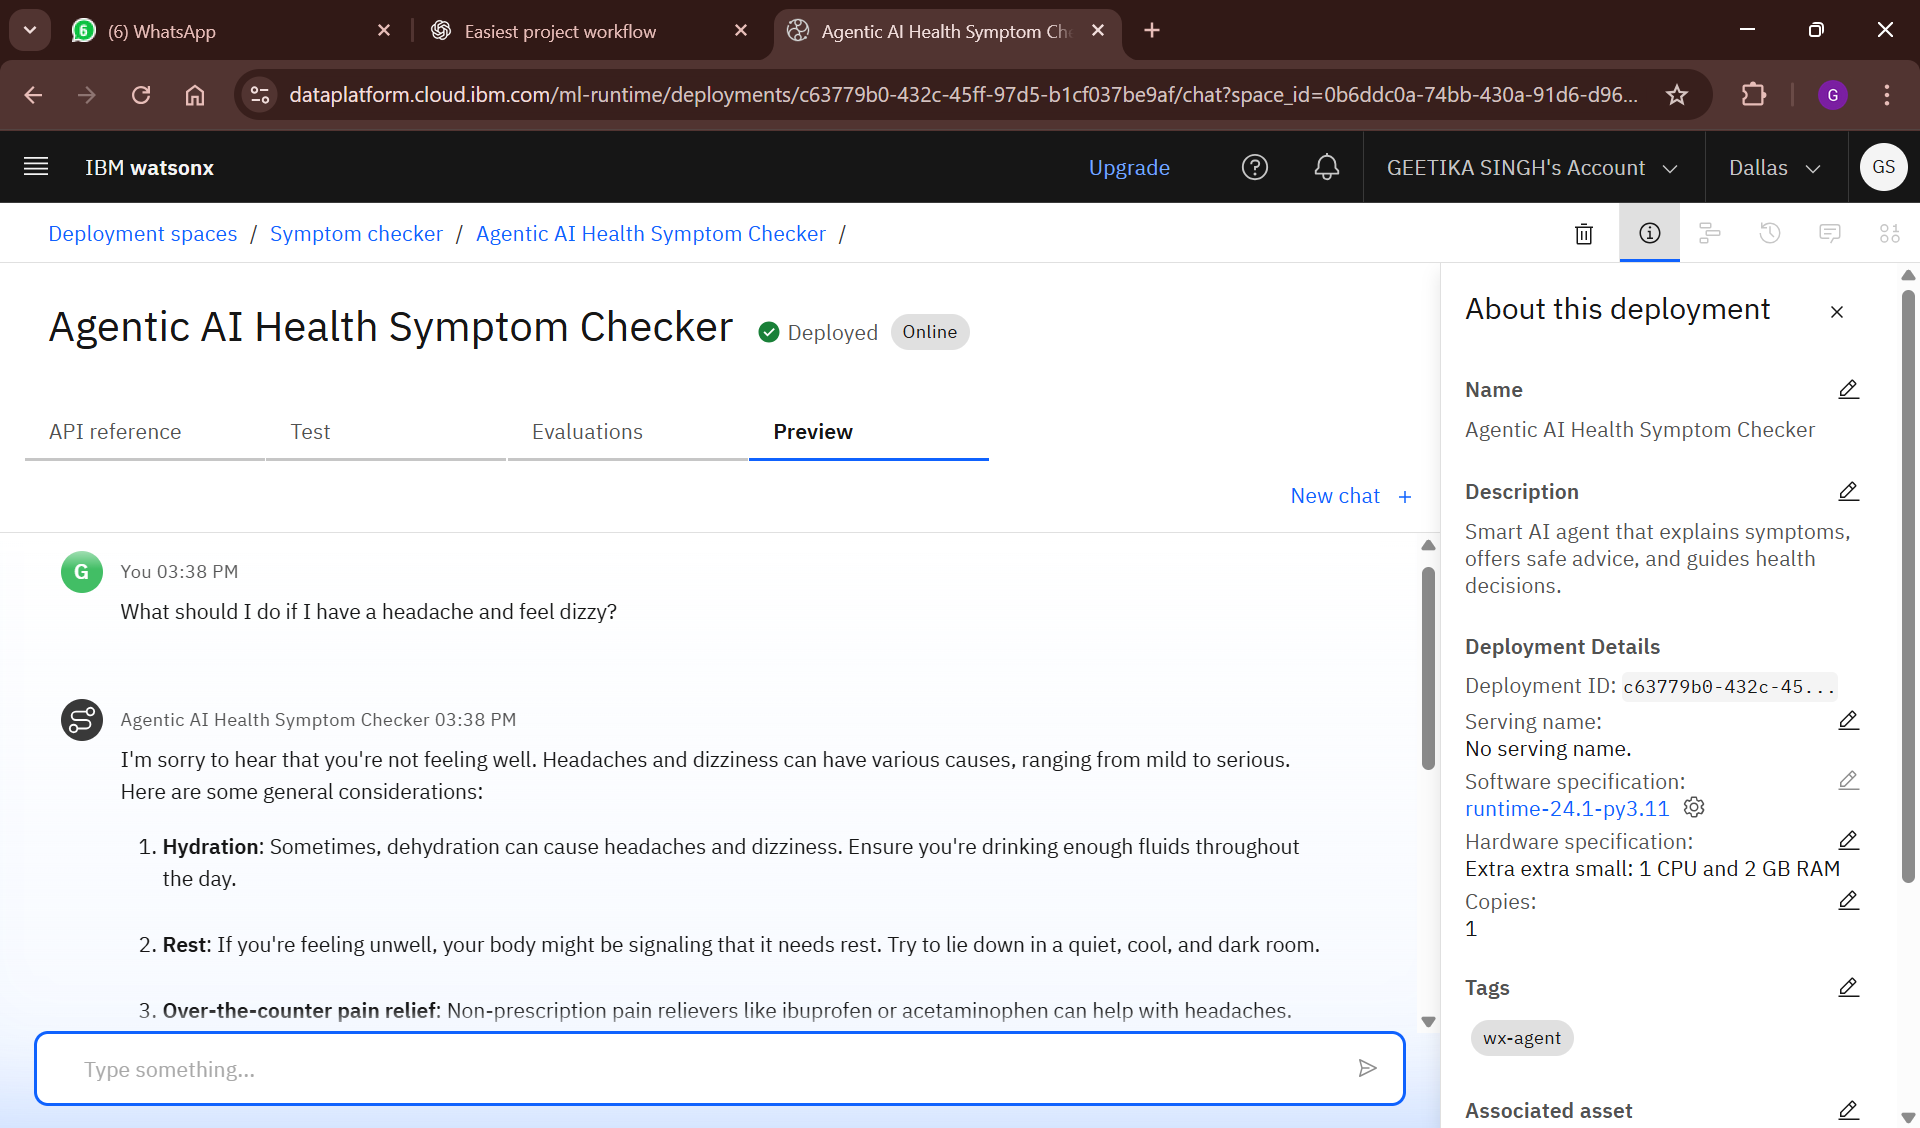 6
(6) WhatsApp
Easiest project workflow
Agentic AI Health Symptom Ch
dataplatform.cloud.ibm.com/ml-runtime/deployments/c63779b0-432c-45ff-97d5-b1cf037be9af/chat?space_id=0b6ddc0a-74bb-430a-91d6-d96...
G
IBM watsonx
Upgrade
GEETIKA SINGH's Account
Dallas
GS
Deployment spaces / Symptom checker / Agentic AI Health Symptom Checker /
Agentic AI Health Symptom Checker
Deployed
Online
API reference
Test
Evaluations
Preview
New chat +
G
You 03:38 PM
What should I do if I have a headache and feel dizzy?
Agentic AI Health Symptom Checker 03:38 PM
I'm sorry to hear that you're not feeling well. Headaches and dizziness can have various causes, ranging from mild to serious.
Here are some general considerations:
1. Hydration: Sometimes, dehydration can cause headaches and dizziness. Ensure you're drinking enough fluids throughout
the day.
2. Rest: If you're feeling unwell, your body might be signaling that it needs rest. Try to lie down in a quiet, cool, and dark room.
3. Over-the-counter pain relief: Non-prescription pain relievers like ibuprofen or acetaminophen can help with headaches.
Type something...
About this deployment
Name
Agentic AI Health Symptom Checker
Description
Smart AI agent that explains symptoms,
offers safe advice, and guides health
decisions.
Deployment Details
Deployment ID: c63779b0-432c-45...
Serving name:
No serving name.
Software specification:
runtime-24.1-py3.11
Hardware specification:
Extra extra small: 1 CPU and 2 GB RAM
Copies:
1
Tags
wx-agent
Associated asset